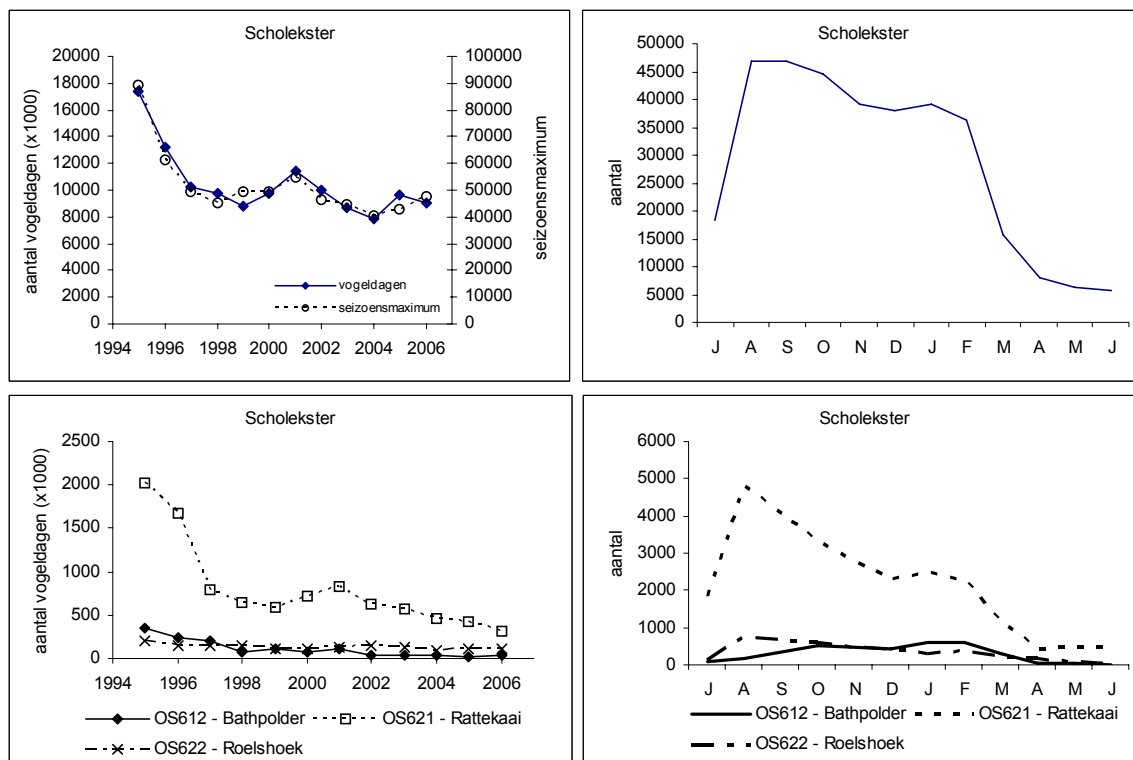 Scholekster
aantal vogeldagen (x1000)
20000
18000
16000
14000
12000
10000
8000
6000
4000
2000
0
100000
90000
80000
70000
60000
50000
40000
30000
20000
10000
0
seizoensmaximum
vogeldagen
seizoensmaximum
1994 1996 1998 2000 2002 2004 2006
Scholekster
aantal
50000
45000
40000
35000
30000
25000
20000
15000
10000
5000
0
J A S O N D J F M A M J
Scholekster
aantal vogeldagen (x1000)
2500
2000
1500
1000
500
0
1994 1996 1998 2000 2002 2004 2006
OS612 - Bathpolder OS621 - Rattekaai
OS622 - Roelshoek
Scholekster
aantal
6000
5000
4000
3000
2000
1000
0
J A S O N D J F M A M J
OS612 - Bathpolder OS621 - Rattekaai
OS622 - Roelshoek